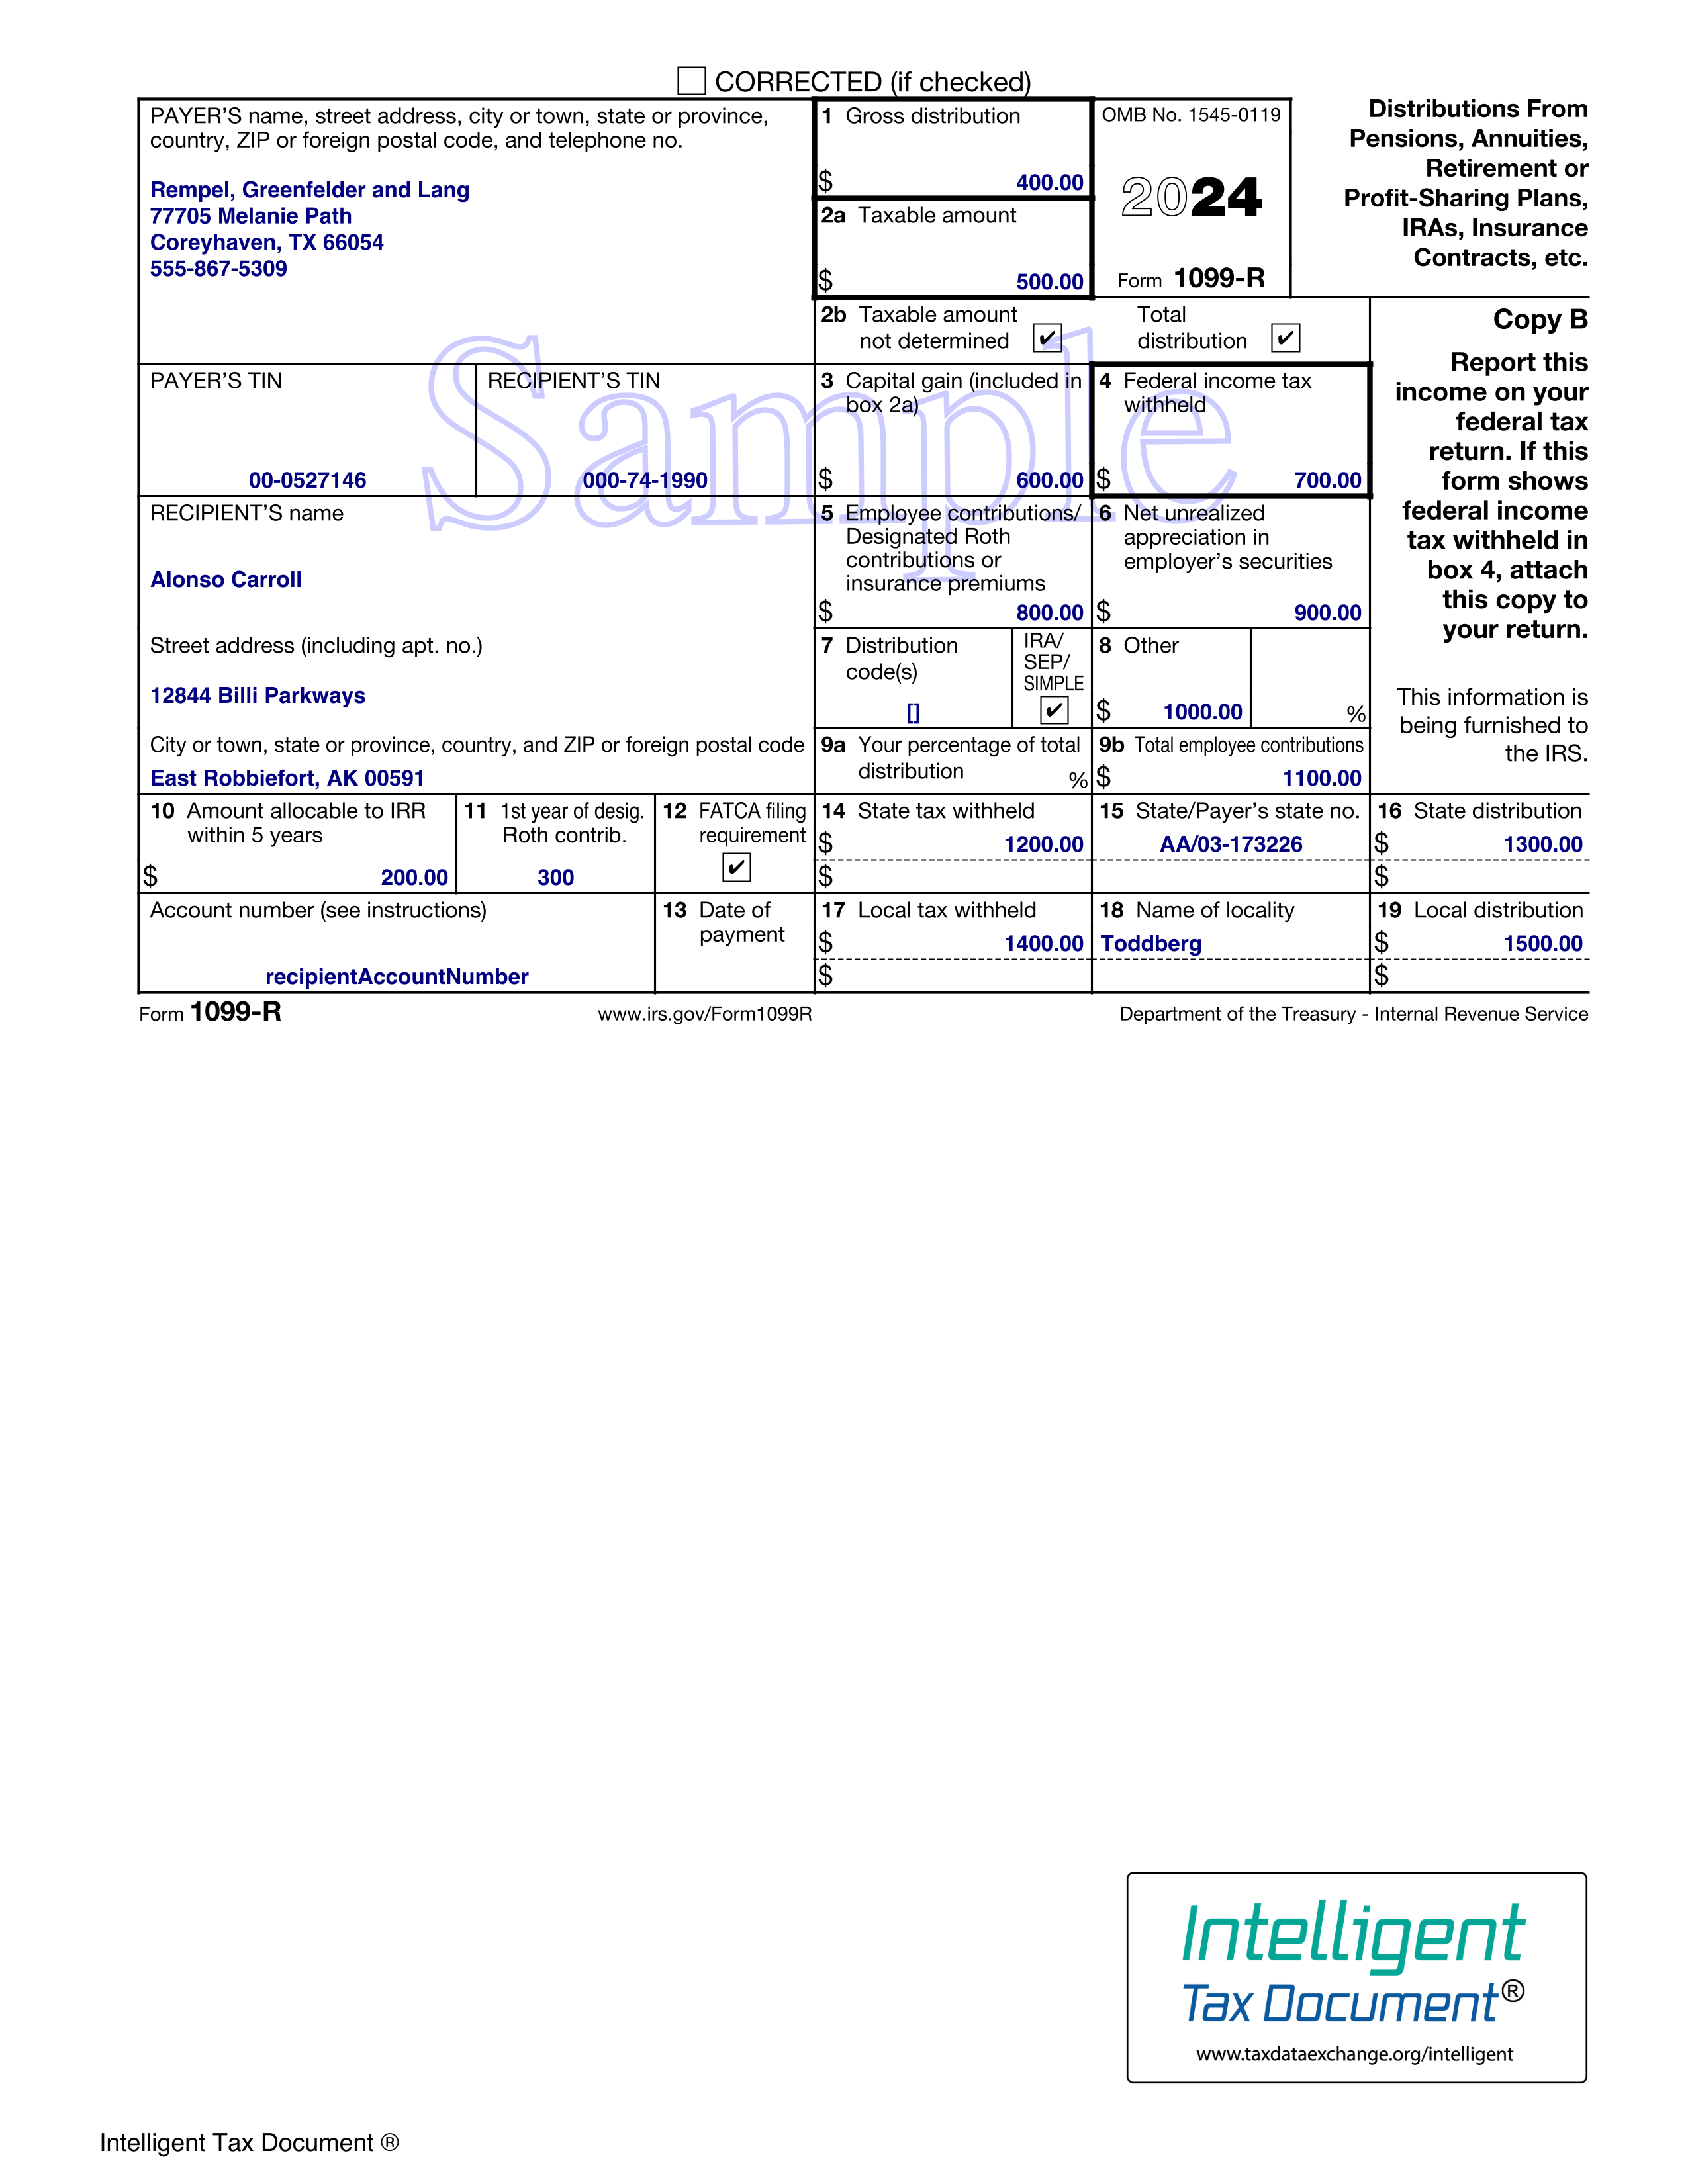 CORRECTED (if checked)
PAYER'S name, street address, city or town, state or province,
country, ZIP or foreign postal code, and telephone no.
Rempel, Greenfelder and Lang
77705 Melanie Path
Coreyhaven, TX 66054
555-867-5309
1 Gross distribution
$ 400.00
2a Taxable amount
$ 500.00
OMB No. 1545-0119
2024
Form 1099-R
Distributions From
Pensions, Annuities,
Retirement or
Profit-Sharing Plans,
IRAs, Insurance
Contracts, etc.
2b Taxable amount
not determined ✔
Total
distribution ✔
Copy B
Report this
income on your
federal tax
return. If this
form shows
federal income
tax withheld in
box 4, attach
this copy to
your return.
This information is
being furnished to
the IRS.
Sample
PAYER'S TIN
00-0527146
RECIPIENT'S TIN
000-74-1990
3 Capital gain (included in
box 2a)
$ 600.00
4 Federal income tax
withheld
$ 700.00
RECIPIENT'S name
Alonso Carroll
5 Employee contributions/
Designated Roth
contributions or
insurance premiums
$ 800.00
6 Net unrealized
appreciation in
employer's securities
$ 900.00
Street address (including apt. no.)
12844 Billi Parkways
7 Distribution
code(s)
[]
IRA/
SEP/
SIMPLE
✔
8 Other
$ 1000.00
%
City or town, state or province, country, and ZIP or foreign postal code
East Robbiefort, AK 00591
9a Your percentage of total
distribution %
9b Total employee contributions
$ 1100.00
10 Amount allocable to IRR
within 5 years
$ 200.00
11 1st year of desig.
Roth contrib.
300
12 FATCA filing
requirement
✔
14 State tax withheld
$ 1200.00
$
15 State/Payer's state no.
AA/03-173226
16 State distribution
$ 1300.00
$
Account number (see instructions)
recipientAccountNumber
13 Date of
payment
17 Local tax withheld
$ 1400.00
$
18 Name of locality
Toddberg
19 Local distribution
$ 1500.00
$
Form 1099-R
www.irs.gov/Form1099R
Department of the Treasury - Internal Revenue Service
Intelligent
Tax Document®
www.taxdataexchange.org/intelligent
Intelligent Tax Document ®